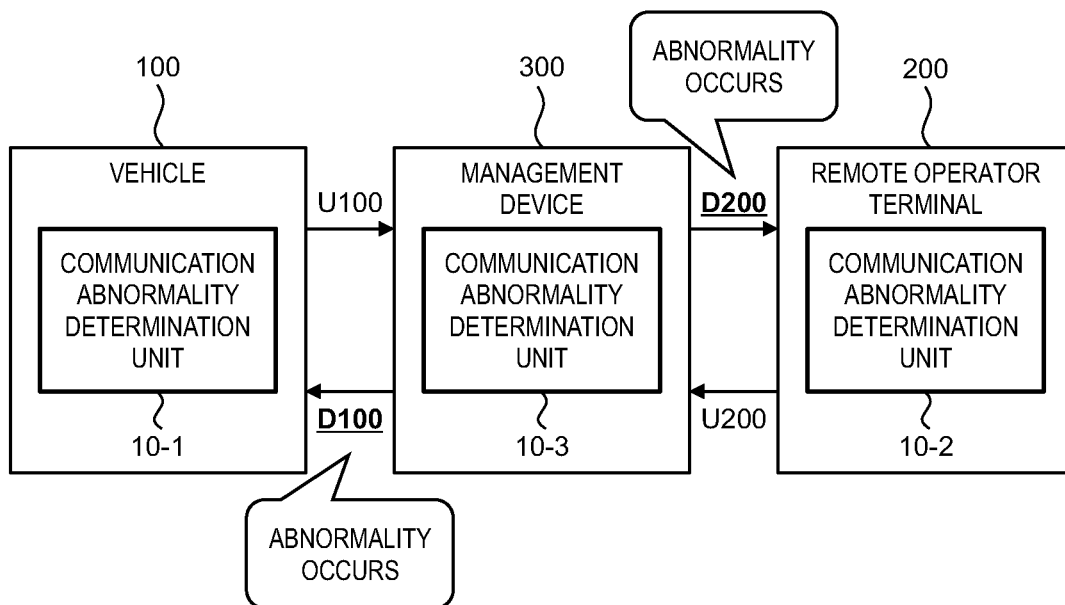 ABNORMALITY
OCCURS
100
300
200
VEHICLE
MANAGEMENT
DEVICE
REMOTE OPERATOR
TERMINAL
U100
D200
COMMUNICATION
ABNORMALITY
DETERMINATION
UNIT
COMMUNICATION
ABNORMALITY
DETERMINATION
UNIT
COMMUNICATION
ABNORMALITY
DETERMINATION
UNIT
D100
U200
10-1
10-3
10-2
ABNORMALITY
OCCURS